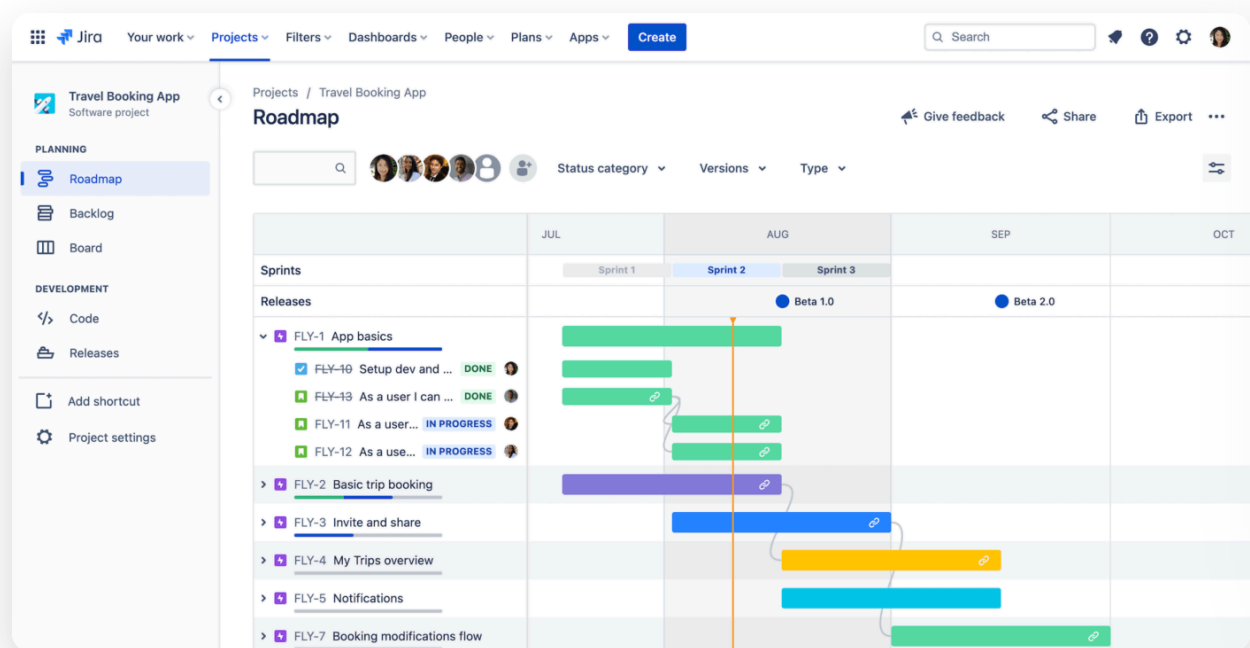 Jira Your work Projects Filters Dashboards People Plans Apps Create Search
Travel Booking App
Software project
PLANNING
Roadmap
Backlog
Board
DEVELOPMENT
Code
Releases
Add shortcut
Project settings
Projects / Travel Booking App
Roadmap
Give feedback Share Export
Status category Versions Type
JUL AUG SEP OCT
Sprints Sprint 1 Sprint 2 Sprint 3
Releases Beta 1.0 Beta 2.0
FLY-1 App basics
FLY-10 Setup dev and ... DONE
FLY-13 As a user I can ... DONE
FLY-11 As a user... IN PROGRESS
FLY-12 As a use... IN PROGRESS
FLY-2 Basic trip booking
FLY-3 Invite and share
FLY-4 My Trips overview
FLY-5 Notifications
FLY-7 Booking modifications flow